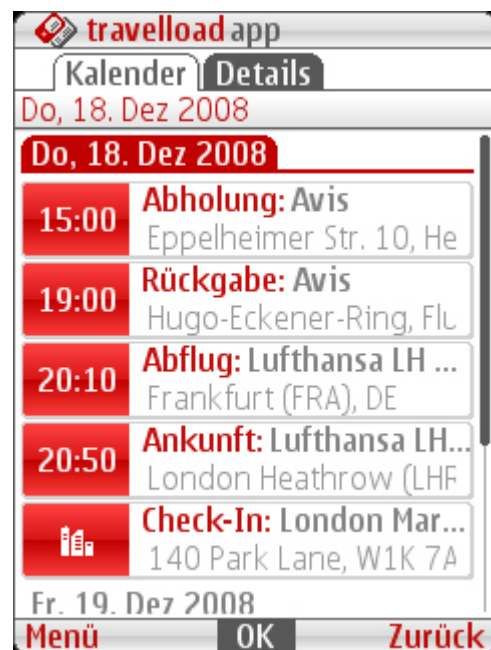 travelload app
Kalender Details
Do, 18. Dez 2008
Do, 18. Dez 2008
15:00 Abholung: Avis
Eppelheimer Str. 10, He
19:00 Rückgabe: Avis
Hugo-Eckener-Ring, Flu
20:10 Abflug: Lufthansa LH ...
Frankfurt (FRA), DE
20:50 Ankunft: Lufthansa LH...
London Heathrow (LHR
Check-In: London Mar...
140 Park Lane, W1K 7A
Fr. 19. Dez 2008
Menü OK Zurück